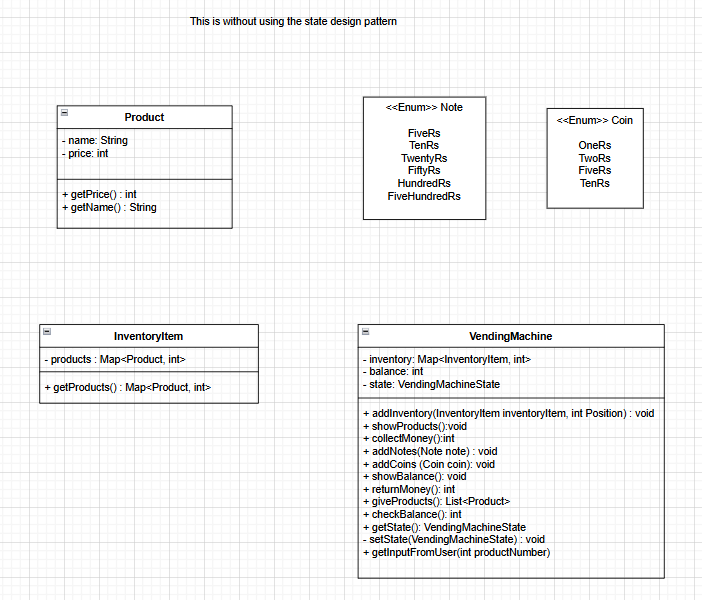 This is without using the state design pattern
Product
- name: String
- price: int
+ getPrice() : int
+ getName() : String
<<Enum>> Note
FiveRs
TenRs
TwentyRs
FiftyRs
HundredRs
FiveHundredRs
<<Enum>> Coin
OneRs
TwoRs
FiveRs
TenRs
InventoryItem
- products : Map<Product, int>
+ getProducts() : Map<Product, int>
VendingMachine
- inventory: Map<InventoryItem, int>
- balance: int
- state: VendingMachineState
+ addInventory(InventoryItem inventoryItem, int Position) : void
+ showProducts():void
+ collectMoney():int
+ addNotes(Note note) : void
+ addCoins (Coin coin): void
+ showBalance(): void
+ returnMoney(): int
+ giveProducts(): List<Product>
+ checkBalance(): int
+ getState(): VendingMachineState
- setState(VendingMachineState) : void
+ getInputFromUser(int productNumber)